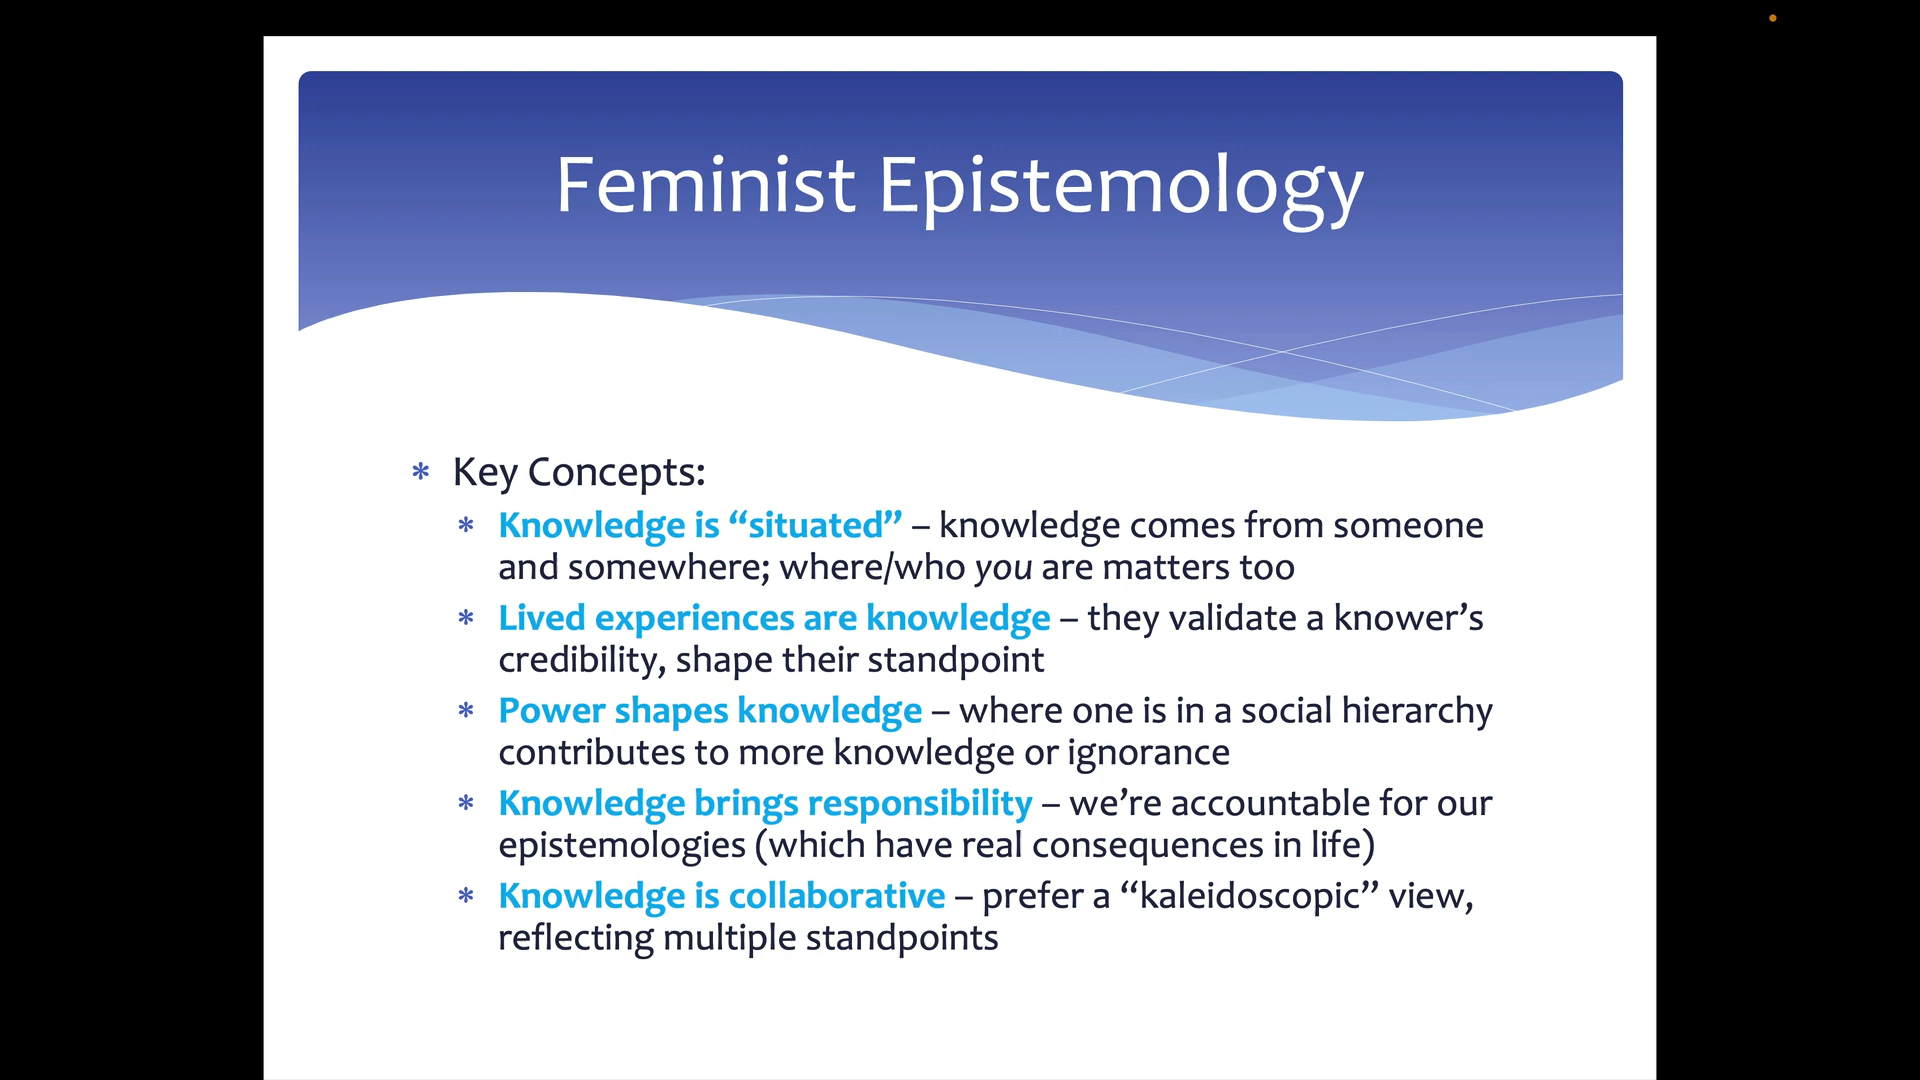 Feminist Epistemology
* Key Concepts:
* Knowledge is “situated” – knowledge comes from someone
and somewhere; where/who you are matters too
* Lived experiences are knowledge – they validate a knower’s
credibility, shape their standpoint
* Power shapes knowledge – where one is in a social hierarchy
contributes to more knowledge or ignorance
* Knowledge brings responsibility – we’re accountable for our
epistemologies (which have real consequences in life)
* Knowledge is collaborative – prefer a “kaleidoscopic” view,
reflecting multiple standpoints